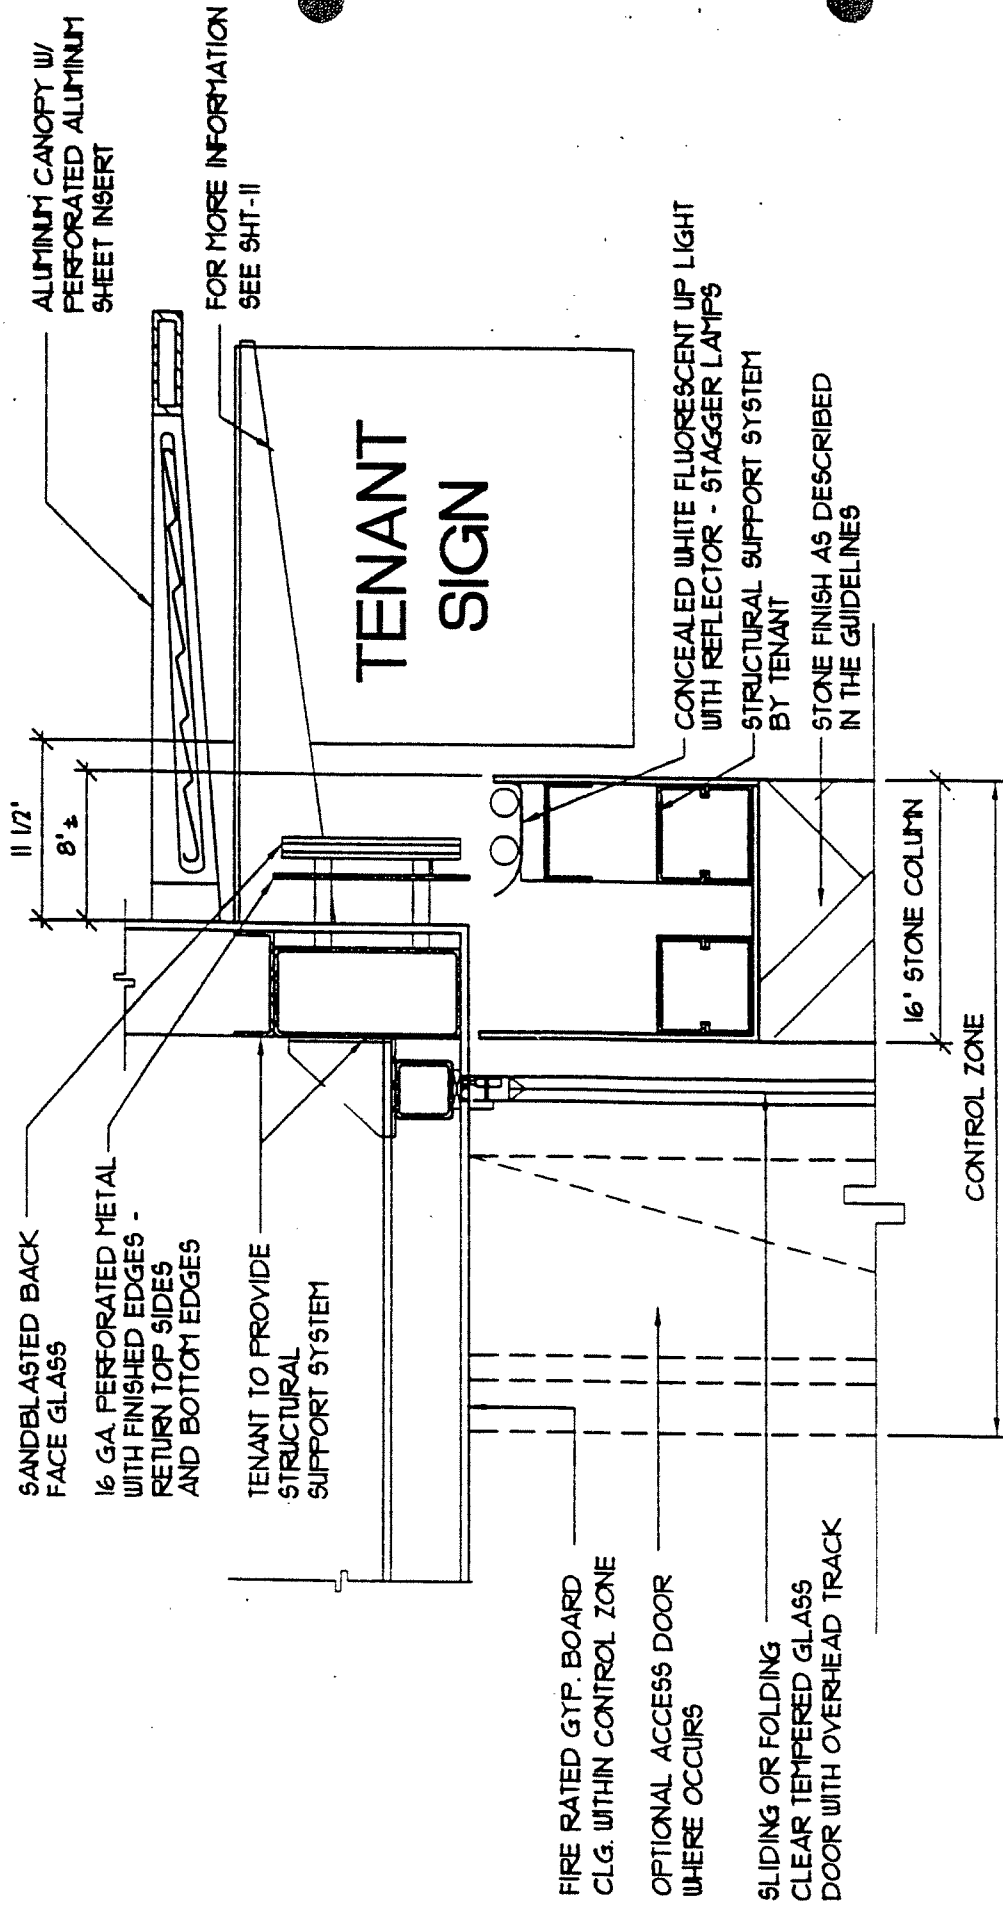 ALUMINUM CANOPY W/
PERFORATED ALUMINUM
SHEET INSERT
FOR MORE INFORMATION
SEE SHT-11
11 1/2"
8"±
TENANT
SIGN
SANDBLASTED BACK
FACE GLASS
16 GA. PERFORATED METAL
WITH FINISHED EDGES -
RETURN TOP SIDES
AND BOTTOM EDGES
TENANT TO PROVIDE
STRUCTURAL
SUPPORT SYSTEM
CONCEALED WHITE FLUORESCENT UP LIGHT
WITH REFLECTOR - STAGGER LAMPS
STRUCTURAL SUPPORT SYSTEM
BY TENANT
STONE FINISH AS DESCRIBED
IN THE GUIDELINES
FIRE RATED GYP. BOARD
CLG. WITHIN CONTROL ZONE
OPTIONAL ACCESS DOOR
WHERE OCCURS
SLIDING OR FOLDING
CLEAR TEMPERED GLASS
DOOR WITH OVERHEAD TRACK
16" STONE COLUMN
CONTROL ZONE